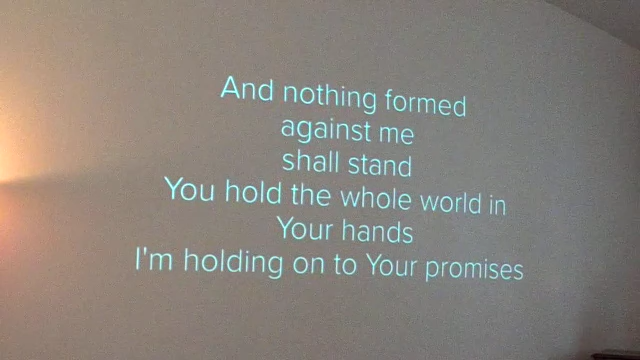 And nothing formed
against me
shall stand
You hold the whole world in
Your hands
I'm holding on to Your promises